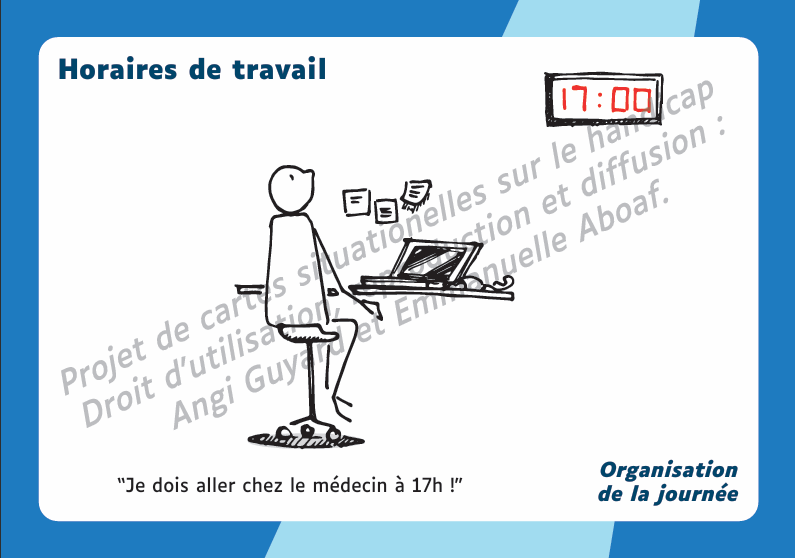 Horaires de travail
17:00
Projet de cartes situationelles sur le handicap
Droit d'utilisation, reproduction et diffusion :
Angi Guyard et Emmanuelle Aboaf.
“Je dois aller chez le médecin à 17h !”
Organisation
de la journée